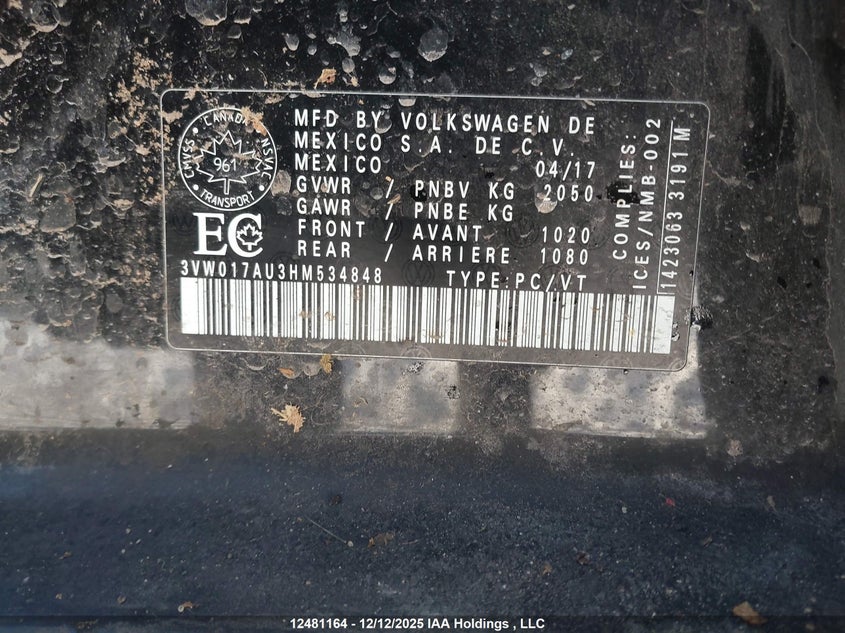 CMVSS CANADA NSVAC
961
TRANSPORT
EC
MFD BY VOLKSWAGEN DE
MEXICO S.A. DE C.V.
MEXICO 04/17
GVWR / PNBV KG 2050
GAWR / PNBE KG
FRONT / AVANT 1020
REAR / ARRIERE 1080
3VW017AU3HM534848 TYPE:PC/VT
COMPLIES:
ICES/NMB-002
1423063 3191 M
12481164 - 12/12/2025 IAA Holdings , LLC